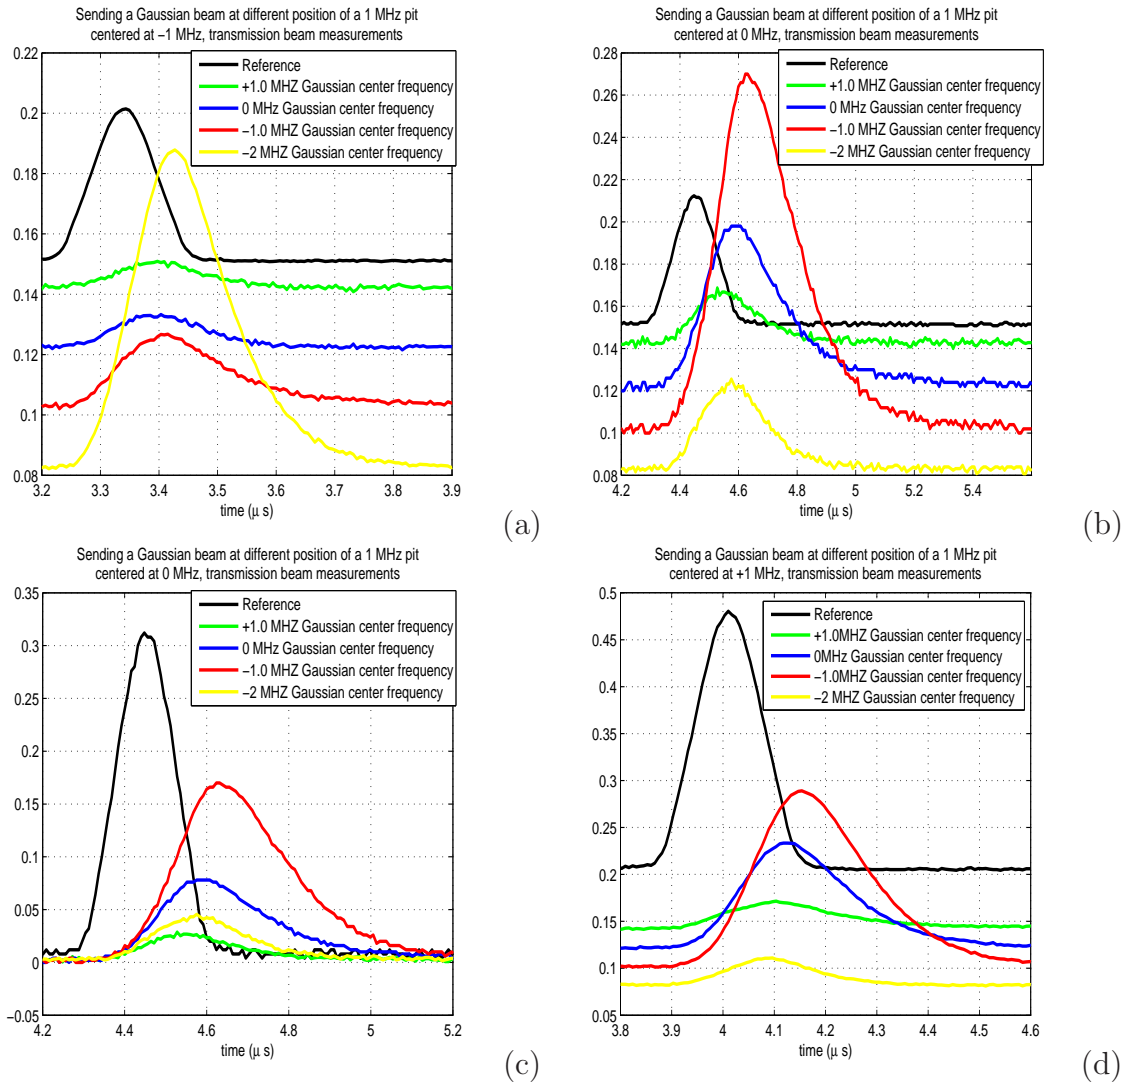 Sending a Gaussian beam at different position of a 1 MHz pit
centered at −1 MHz, transmission beam measurements
0.22
0.2
0.18
0.16
0.14
0.12
0.1
0.08
Reference
+1.0 MHZ Gaussian center frequency
0 MHz Gaussian center frequency
−1.0 MHZ Gaussian center frequency
−2 MHZ Gaussian center frequency
3.2 3.3 3.4 3.5 3.6 3.7 3.8 3.9
time (μ s)
(a)
Sending a Gaussian beam at different position of a 1 MHz pit
centered at 0 MHz, transmission beam measurements
0.28
0.26
0.24
0.22
0.2
0.18
0.16
0.14
0.12
0.1
0.08
Reference
+1.0 MHZ Gaussian center frequency
0 MHz Gaussian center frequency
−1.0 MHZ Gaussian center frequency
−2 MHZ Gaussian center frequency
4.2 4.4 4.6 4.8 5 5.2 5.4
time (μ s)
(b)
Sending a Gaussian beam at different position of a 1 MHz pit
centered at 0 MHz, transmission beam measurements
0.35
0.3
0.25
0.2
0.15
0.1
0.05
0
−0.05
Reference
+1.0 MHZ Gaussian center frequency
0 MHz Gaussian center frequency
−1.0 MHZ Gaussian center frequency
−2 MHZ Gaussian center frequency
4.2 4.4 4.6 4.8 5 5.2
time (μ s)
(c)
Sending a Gaussian beam at different position of a 1 MHz pit
centered at +1 MHz, transmission beam measurements
0.5
0.45
0.4
0.35
0.3
0.25
0.2
0.15
0.1
0.05
Reference
+1.0MHZ Gaussian center frequency
0MHz Gaussian center frequency
−1.0MHZ Gaussian center frequency
−2 MHZ Gaussian center frequency
3.8 3.9 4 4.1 4.2 4.3 4.4 4.5 4.6
time (μ s)
(d)